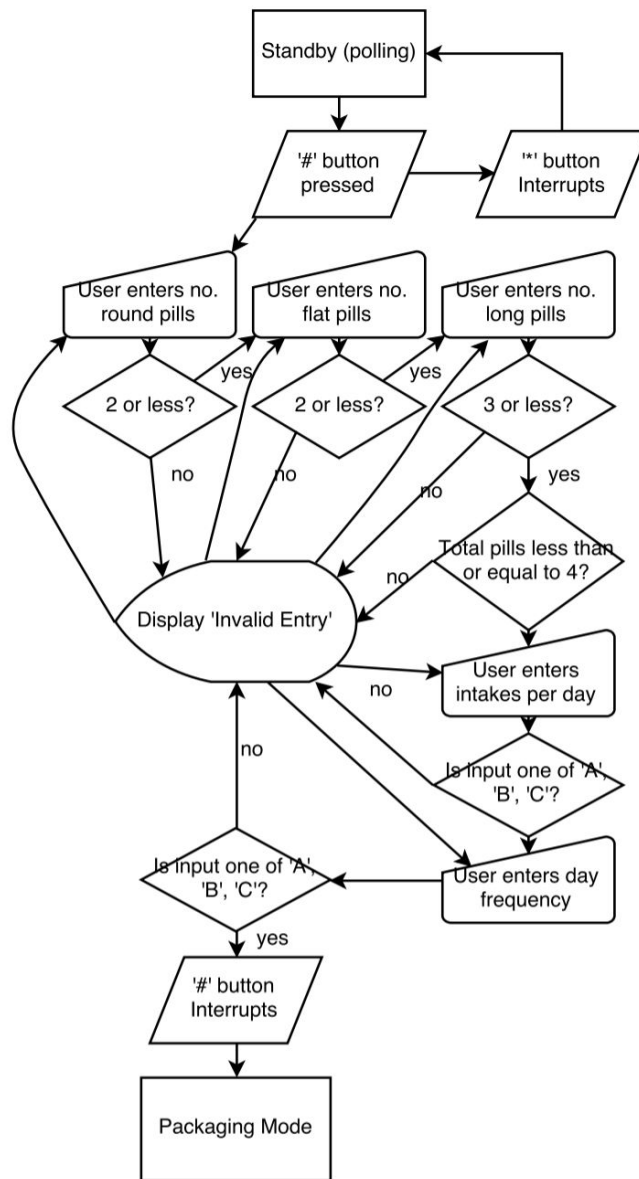 Standby (polling)
'#' button
pressed
'*' button
Interrupts
User enters no.
round pills
User enters no.
flat pills
User enters no.
long pills
2 or less?
yes
2 or less?
yes
3 or less?
no
no
no
yes
Total pills less than
or equal to 4?
no
Display 'Invalid Entry'
User enters
intakes per day
no
Is input one of 'A',
'B', 'C'?
no
Is input one of 'A',
'B', 'C'?
User enters day
frequency
yes
'#' button
Interrupts
Packaging Mode